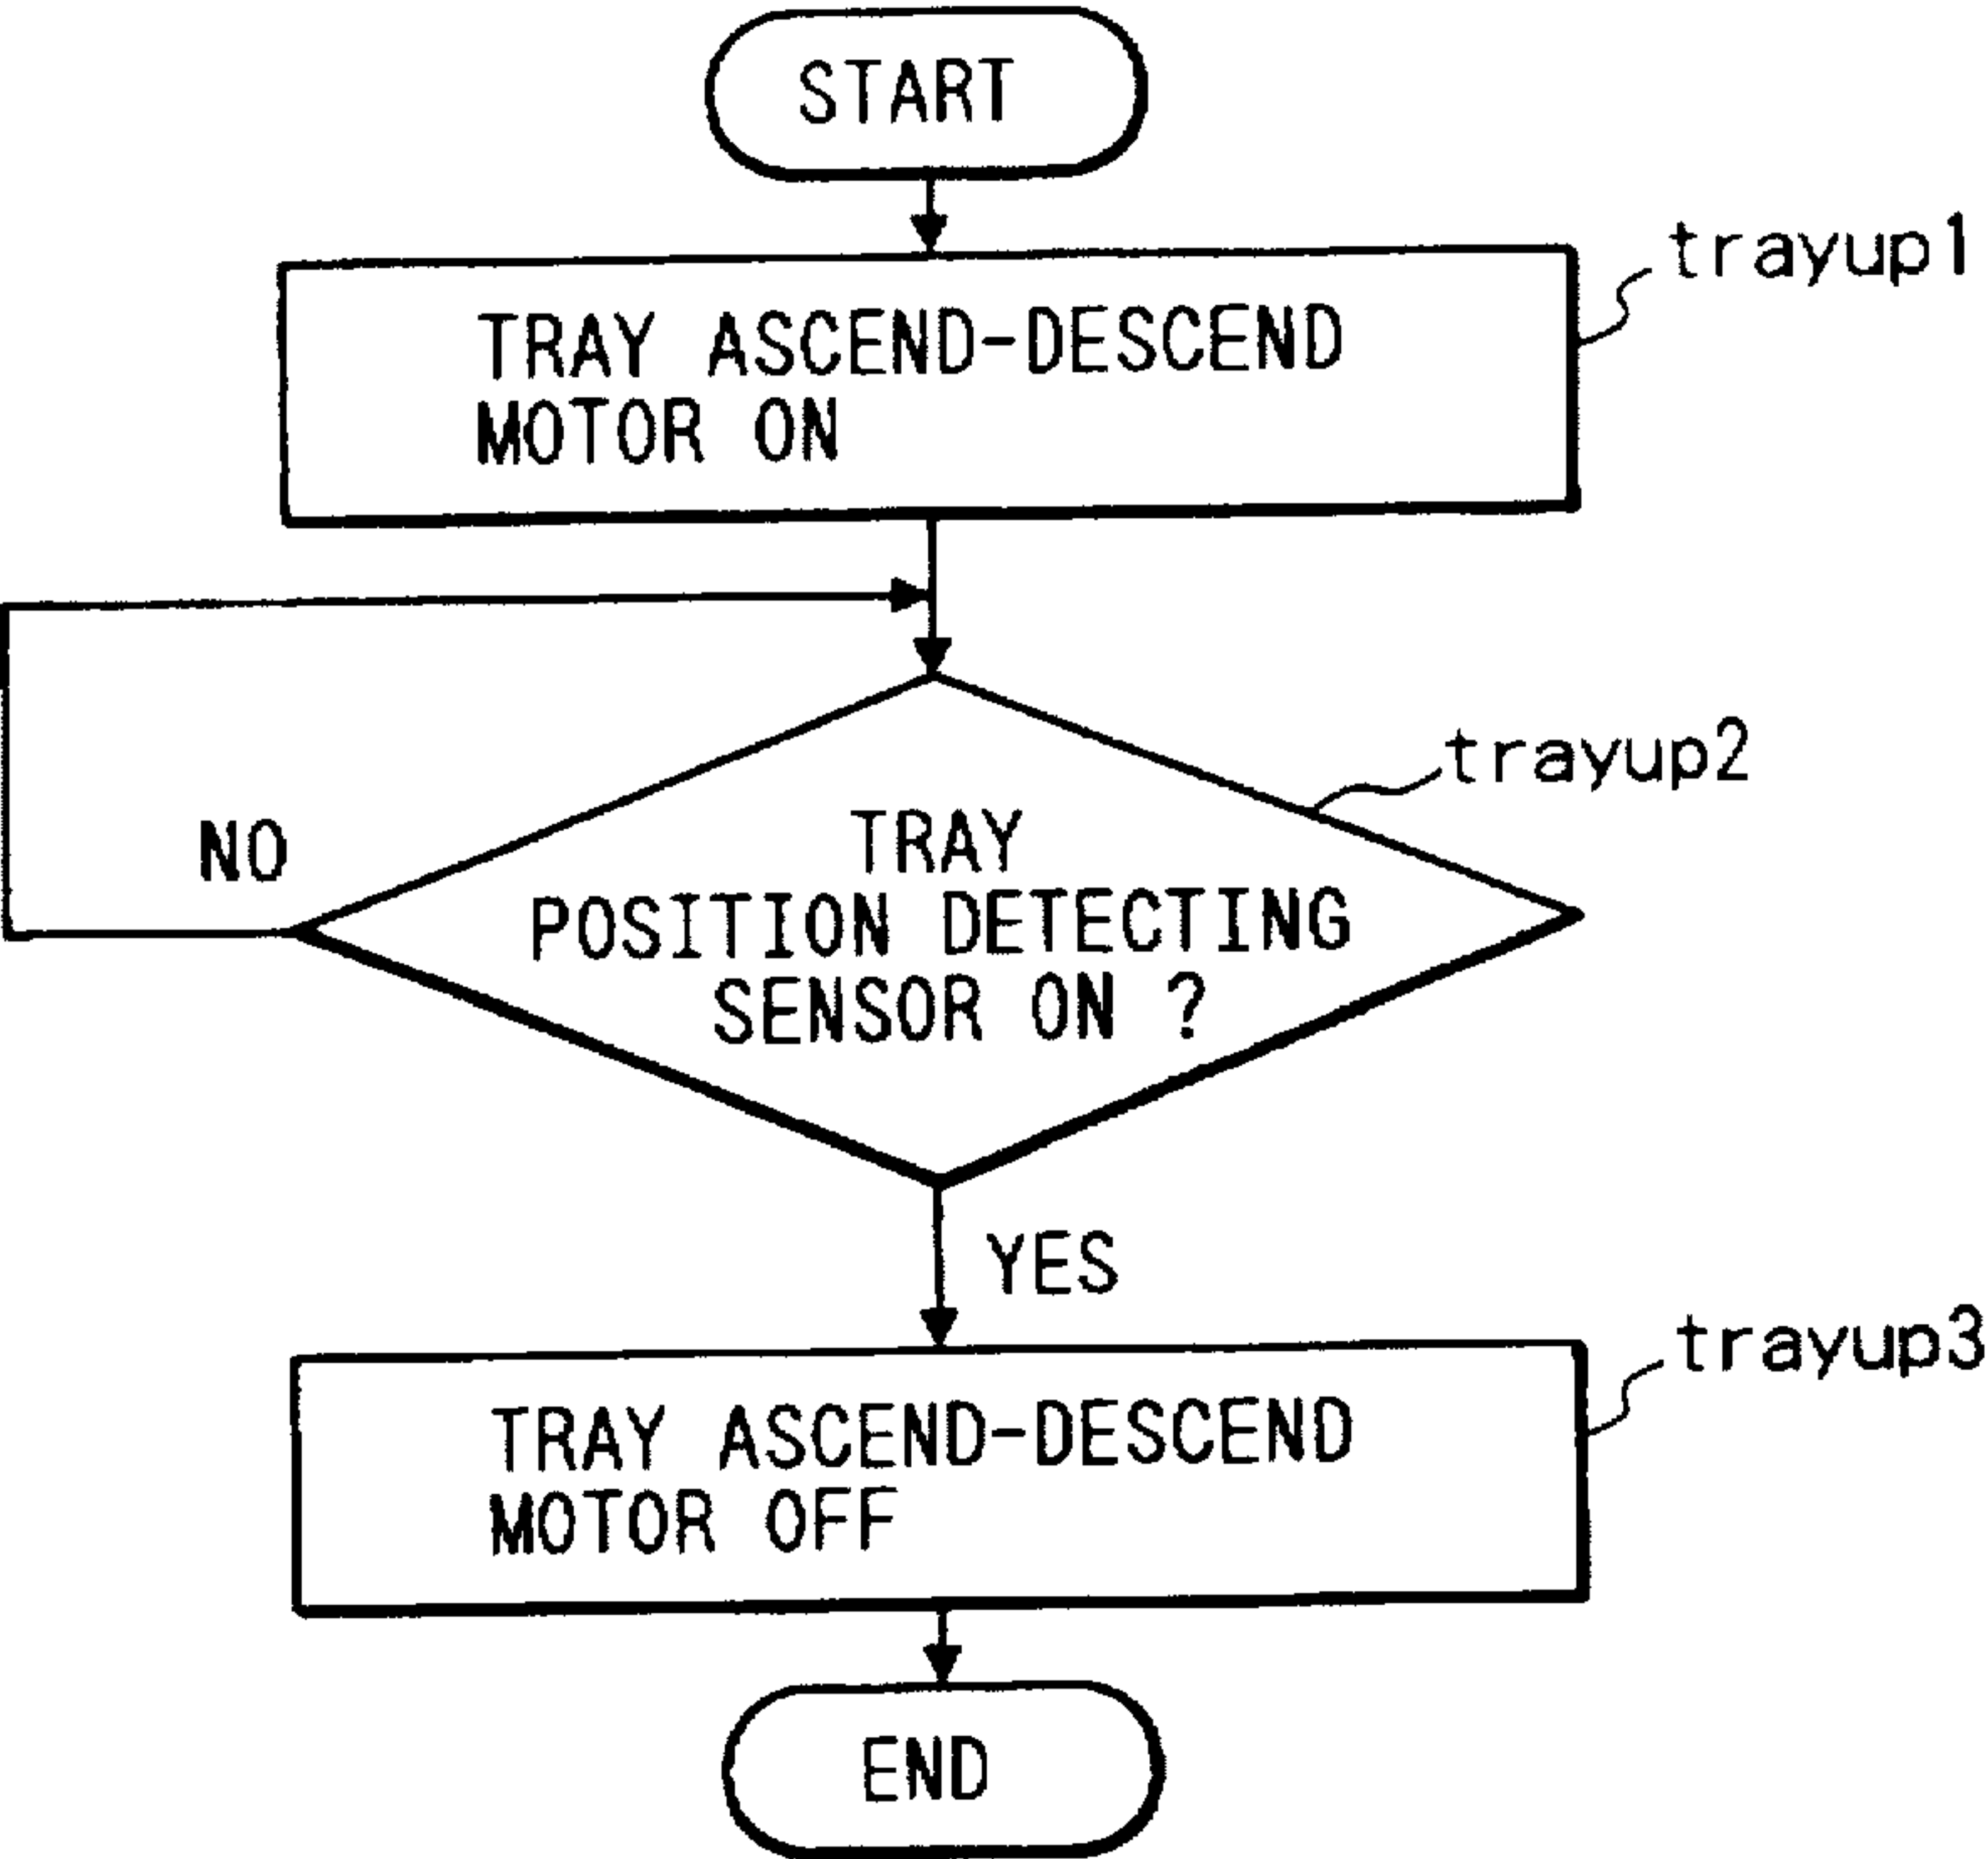 START
trayup1
TRAY ASCEND-DESCEND
MOTOR ON
trayup2
NO
TRAY
POSITION DETECTING
SENSOR ON ?
YES
trayup3
TRAY ASCEND-DESCEND
MOTOR OFF
END